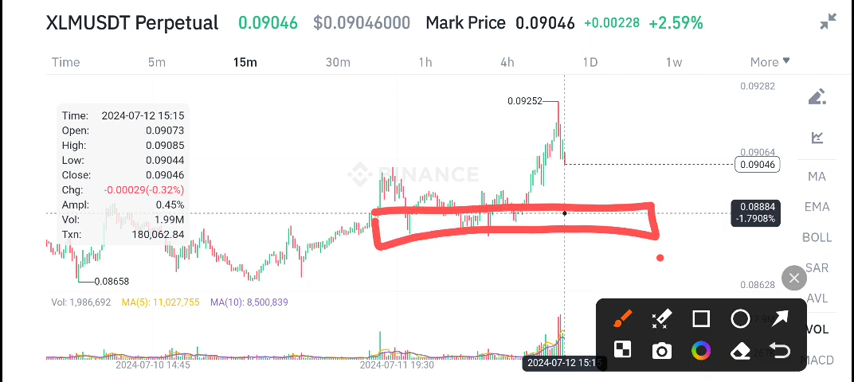 XLMUSDT Perpetual 0.09046 $0.09046000 Mark Price 0.09046 +0.00228 +2.59%
Time 5m 15m 30m 1h 4h 1D 1w More
0.09282
Time: 2024-07-12 15:15
Open: 0.09073
High: 0.09085
Low: 0.09044
Close: 0.09046
Chg: -0.00029(-0.32%)
Ampl: 0.45%
Vol: 1.99M
Txn: 180,062.84
0.09252
0.09064
0.09046
BINANCE
0.08884
-1.7908%
0.08658
0.08628
MA
EMA
BOLL
SAR
AVL
VOL
MACD
Vol: 1,986,692 MA(5): 11,027,755 MA(10): 8,500,839
2024-07-10 14:45 2024-07-11 19:30 2024-07-12 15:15